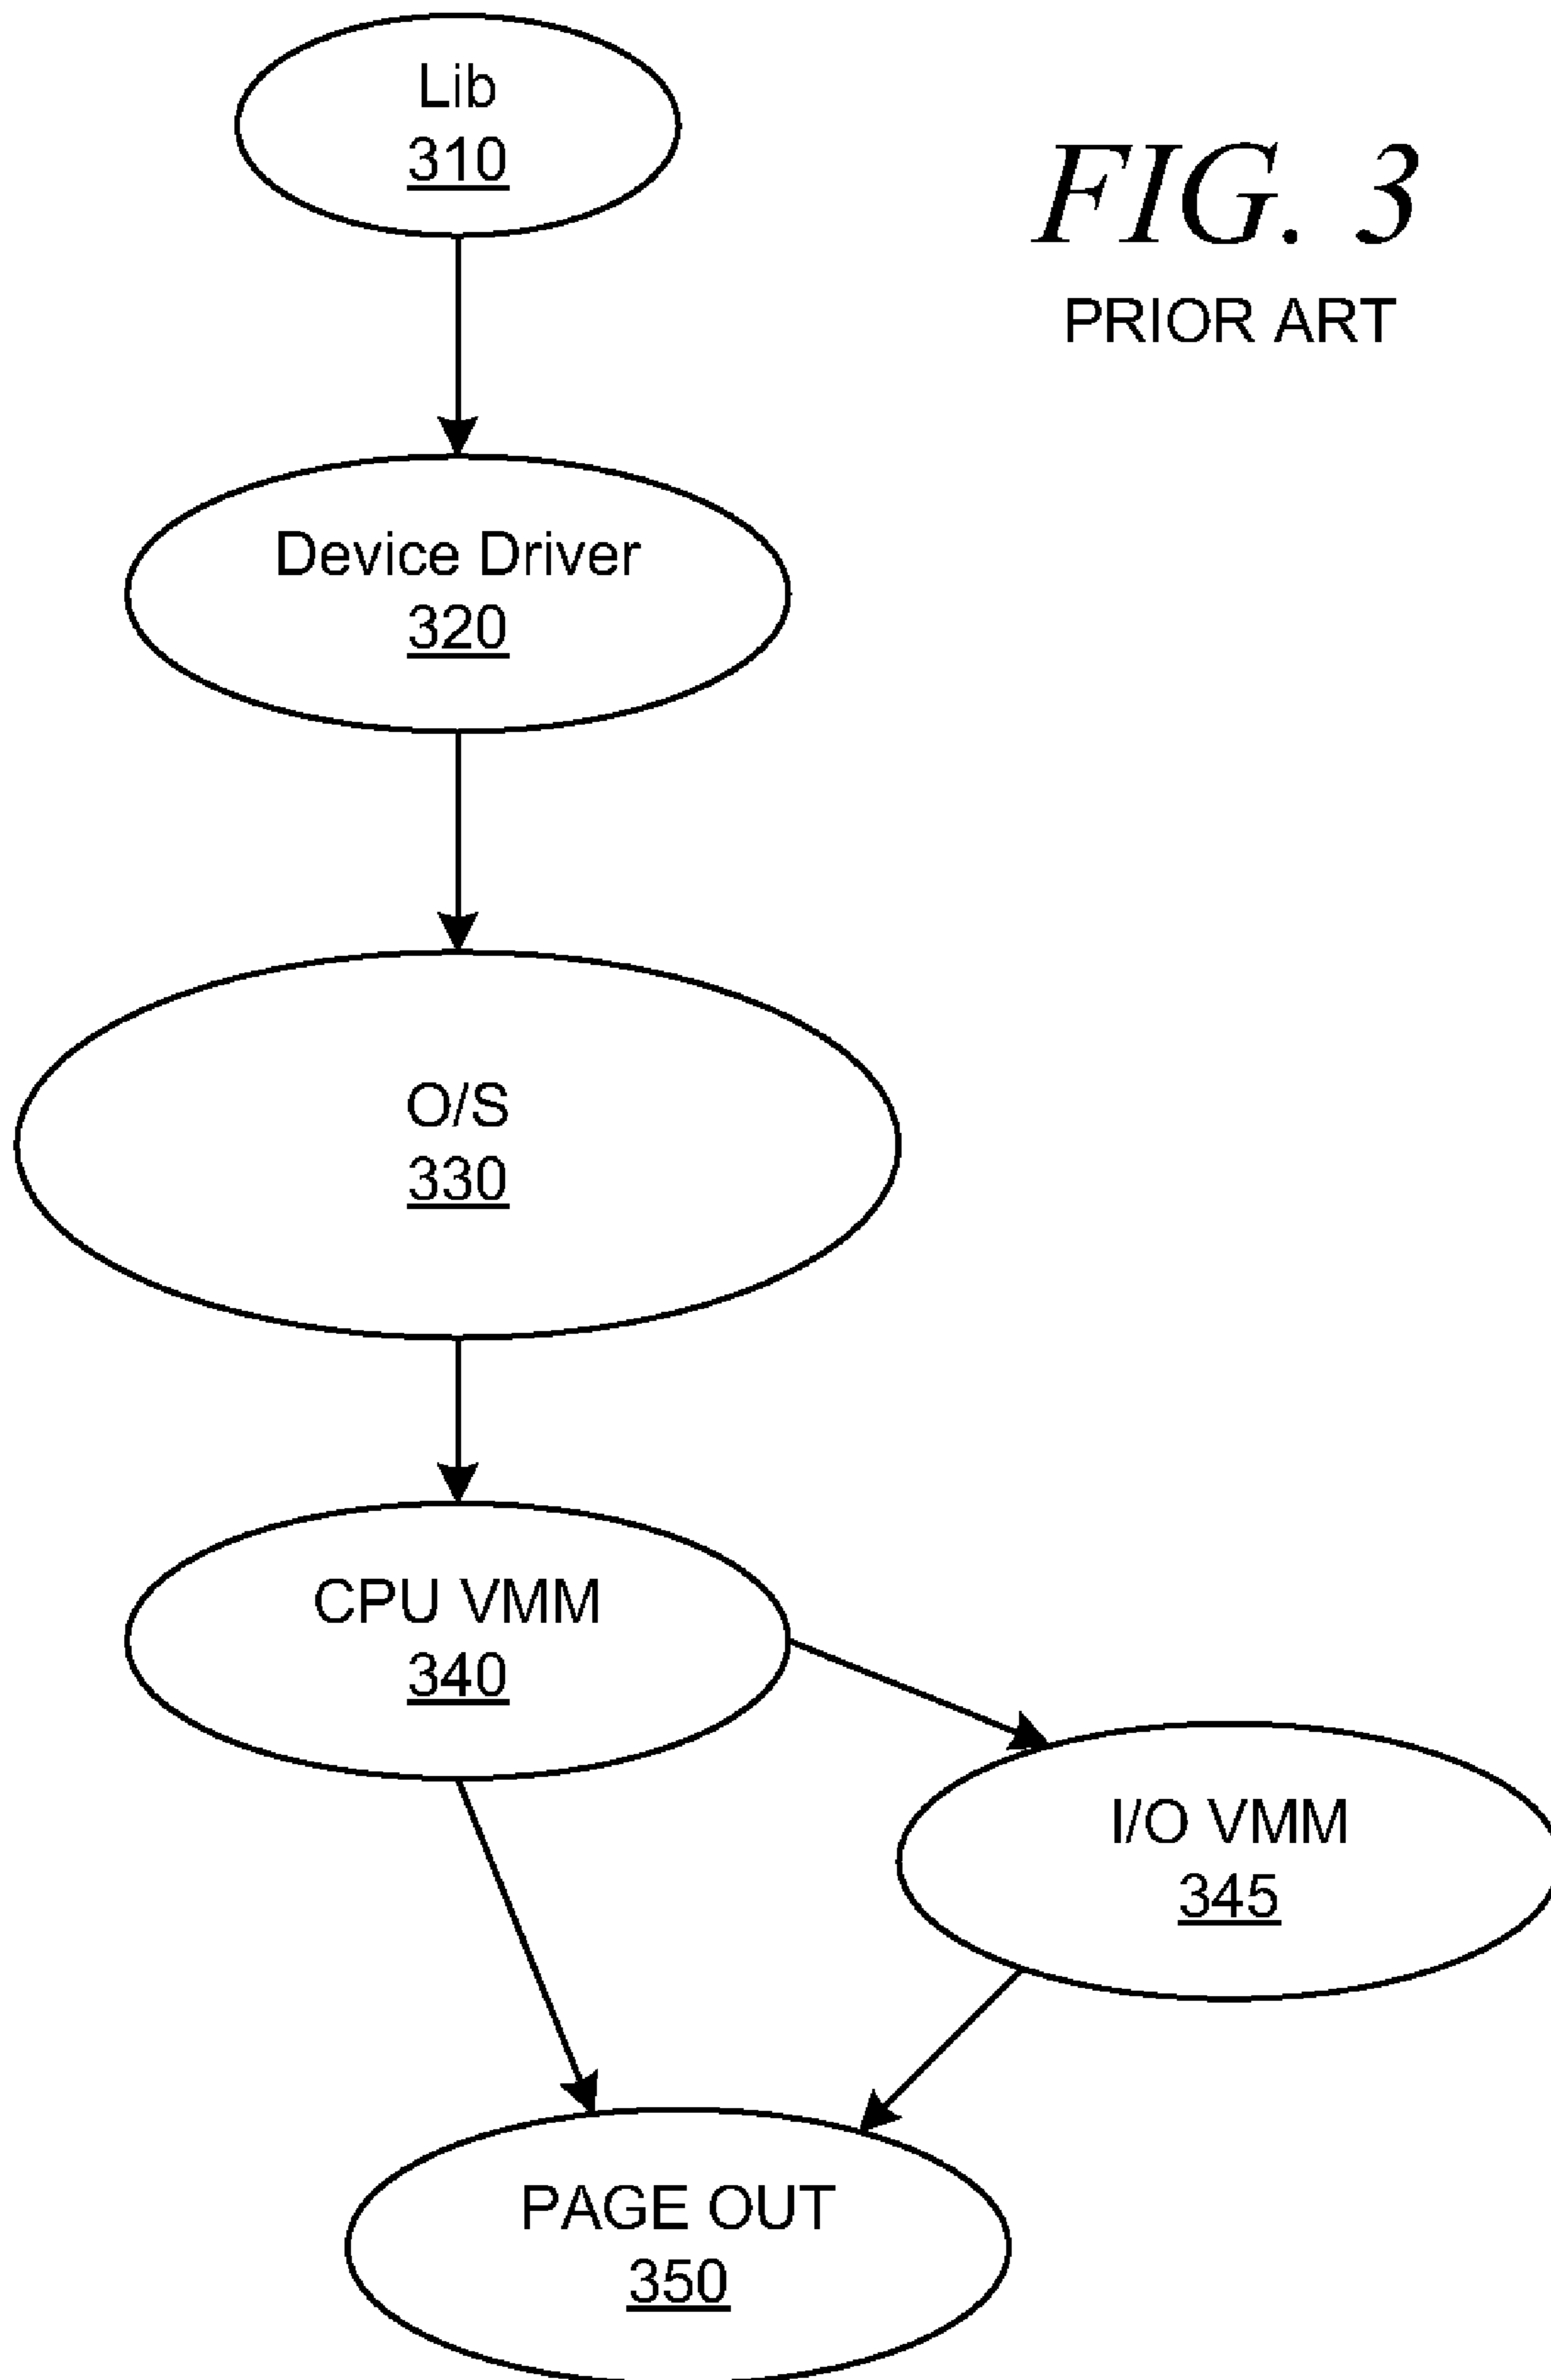 Lib
310
FIG. 3
PRIOR ART
Device Driver
320
O/S
330
CPU VMM
340
I/O VMM
345
PAGE OUT
350